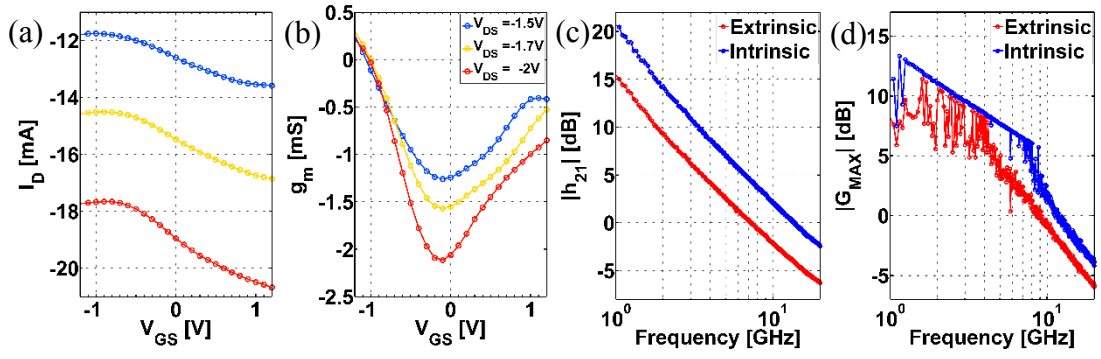 (a)
I_D [mA]
-12
-14
-16
-18
-20
-1 0 1
V_GS [V]
(b)
V_DS =-1.5V
V_DS =-1.7V
V_DS =-2V
g_m [mS]
0
-0.5
-1
-1.5
-2
-2.5
-1 0 1
V_GS [V]
(c)
Extrinsic
Intrinsic
|h_21| [dB]
20
15
10
5
0
-5
10^0 10^1
Frequency [GHz]
(d)
Extrinsic
Intrinsic
|G_MAX| [dB]
15
10
5
0
-5
10^0 10^1
Frequency [GHz]